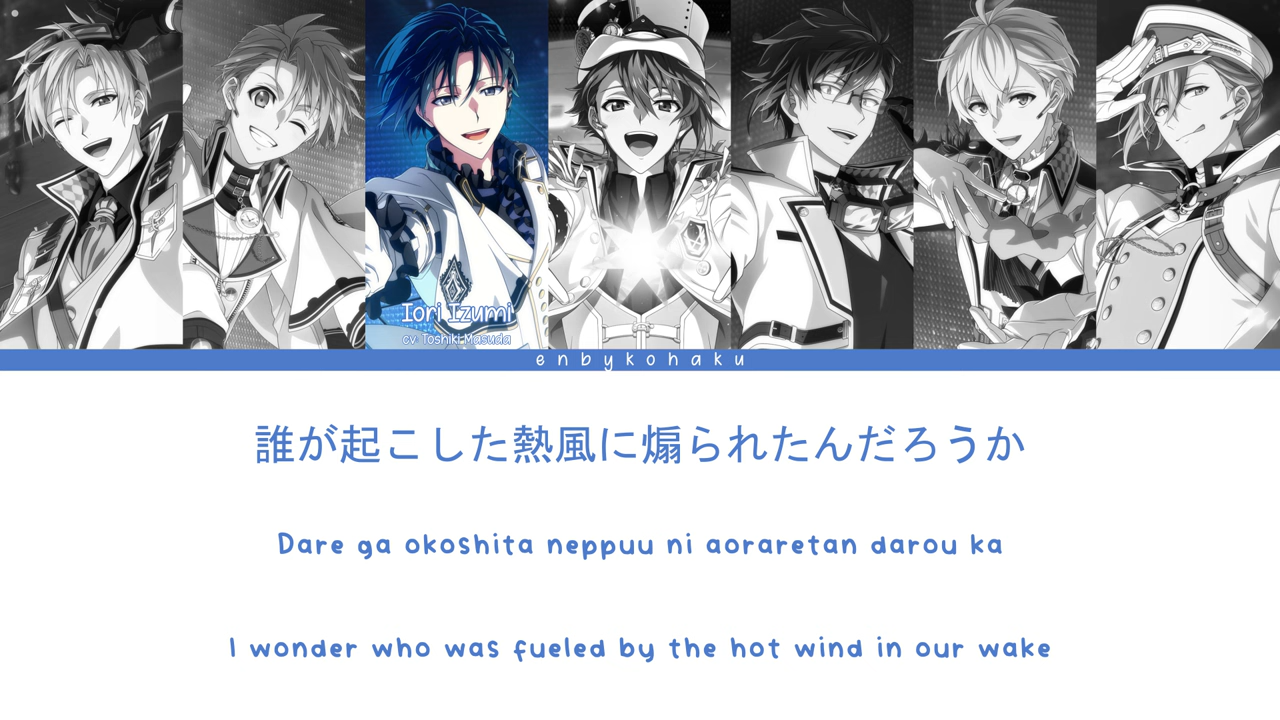 Iori Izumi
cv Toshiki Masuda
enbykohaku
誰が起こした熱風に煽られたんだろうか
Dare ga okoshita neppuu ni aoraretan darou ka
I wonder who was fueled by the hot wind in our wake